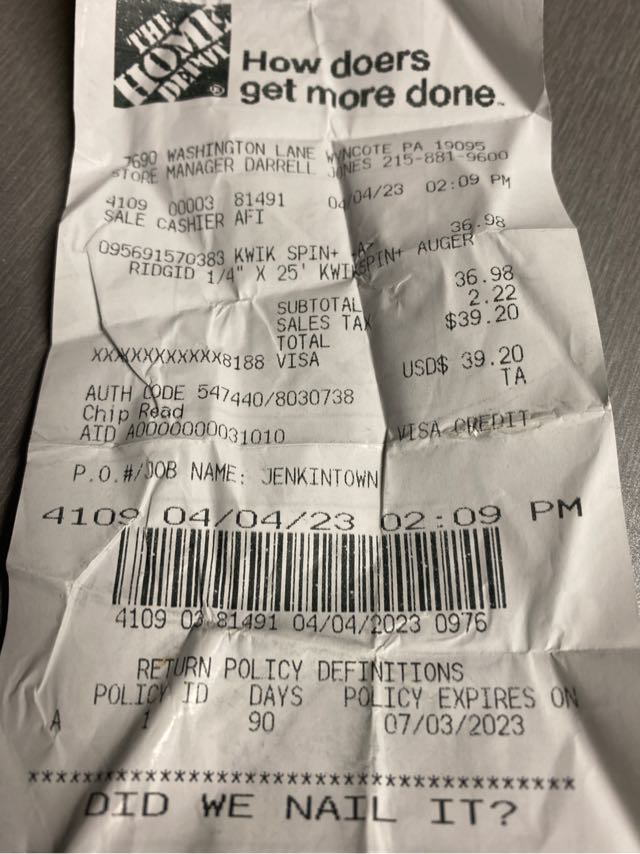 THE
HOME
DEPOT
®
How doers
get more done™
7690 WASHINGTON LANE WYNCOTE PA 19095
STORE MANAGER DARRELL JONES 215-881-9600
4109 00003 81491 04/04/23 02:09 PM
SALE CASHIER AFI
095691570383 KWIK SPIN+ <A> 36.98
RIDGID 1/4" X 25' KWIKSPIN+ AUGER
SUBTOTAL 36.98
SALES TAX 2.22
TOTAL $39.20
XXXXXXXXXXXX8188 VISA
USD$ 39.20
AUTH CODE 547440/8030738 TA
Chip Read
AID A0000000031010 VISA CREDIT
P.O.#/JOB NAME: JENKINTOWN
4109 04/04/23 02:09 PM
4109 03 81491 04/04/2023 0976
RETURN POLICY DEFINITIONS
POLICY ID DAYS POLICY EXPIRES ON
A 1 90 07/03/2023
**********************************************
DID WE NAIL IT?